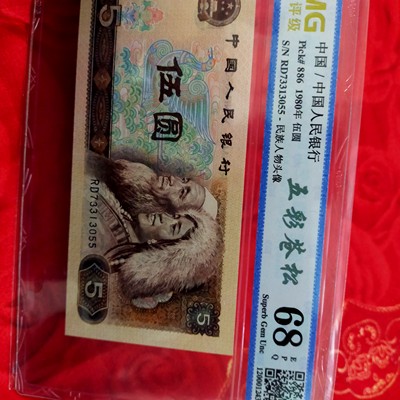 MG
评级
中国 / 中国人民银行
Pick# 886 1980年 伍圆
S/N RD73313055 - 民族人物头像
五彩苍松
68
E
P
Q
Superb Gem Unc
中国人民银行
伍圆
5
RD73313055
5
5